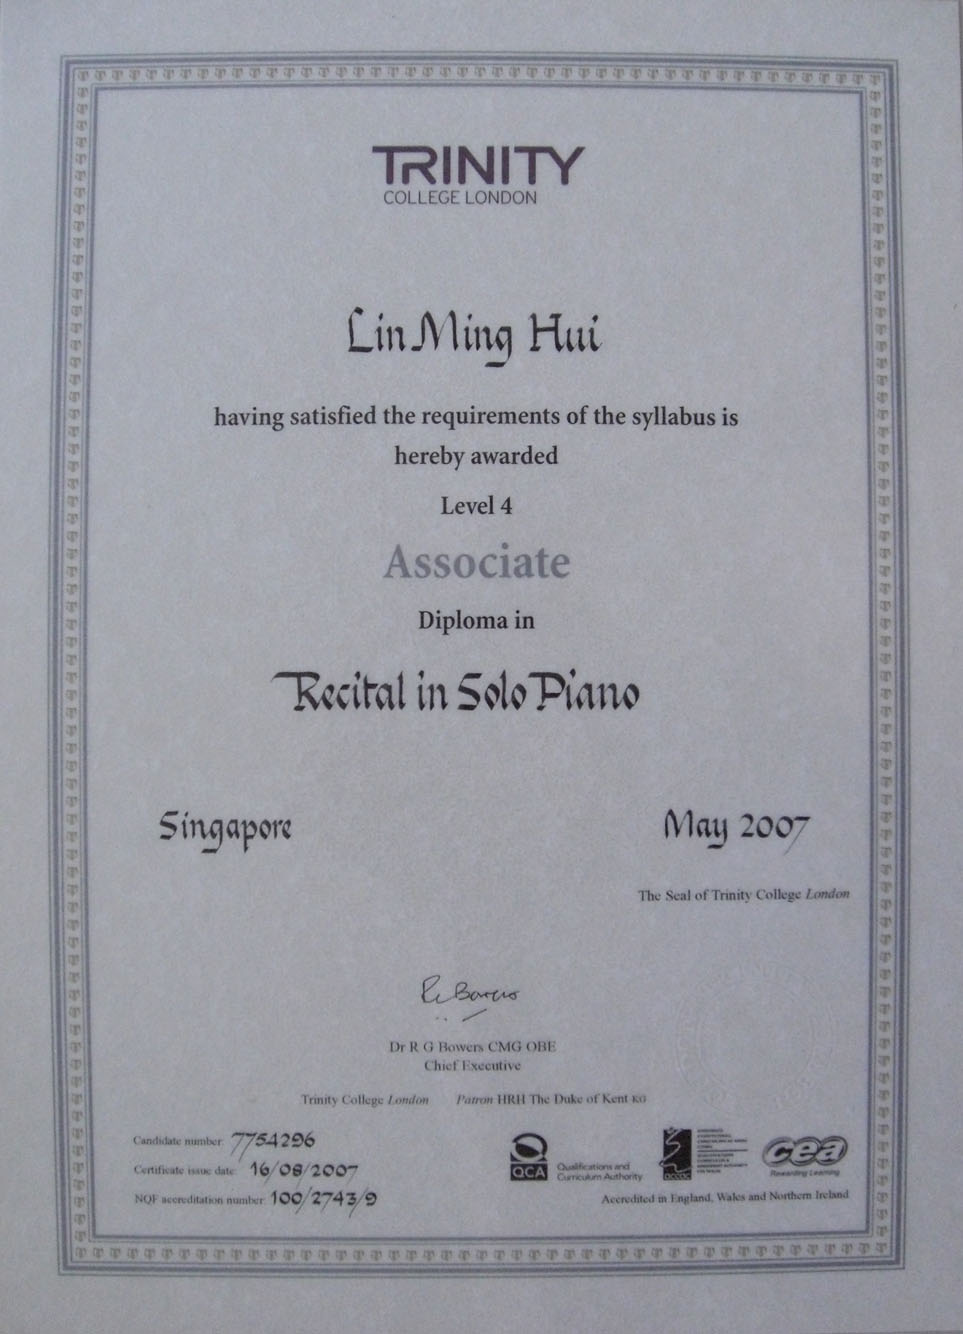 TRINITY
COLLEGE LONDON
Lin Ming Hui
having satisfied the requirements of the syllabus is
hereby awarded
Level 4
Associate
Diploma in
Recital in Solo Piano
Singapore
May 2007
The Seal of Trinity College London
Dr R G Bowers CMG OBE
Chief Executive
Trinity College London Patron HRH The Duke of Kent KG
Candidate number 7754296
Certificate issue date 16/08/2007
NQF accreditation number 100/2743/9
QCA Qualifications and
Curriculum Authority
cea
Rewarding Learning
Accredited in England, Wales and Northern Ireland